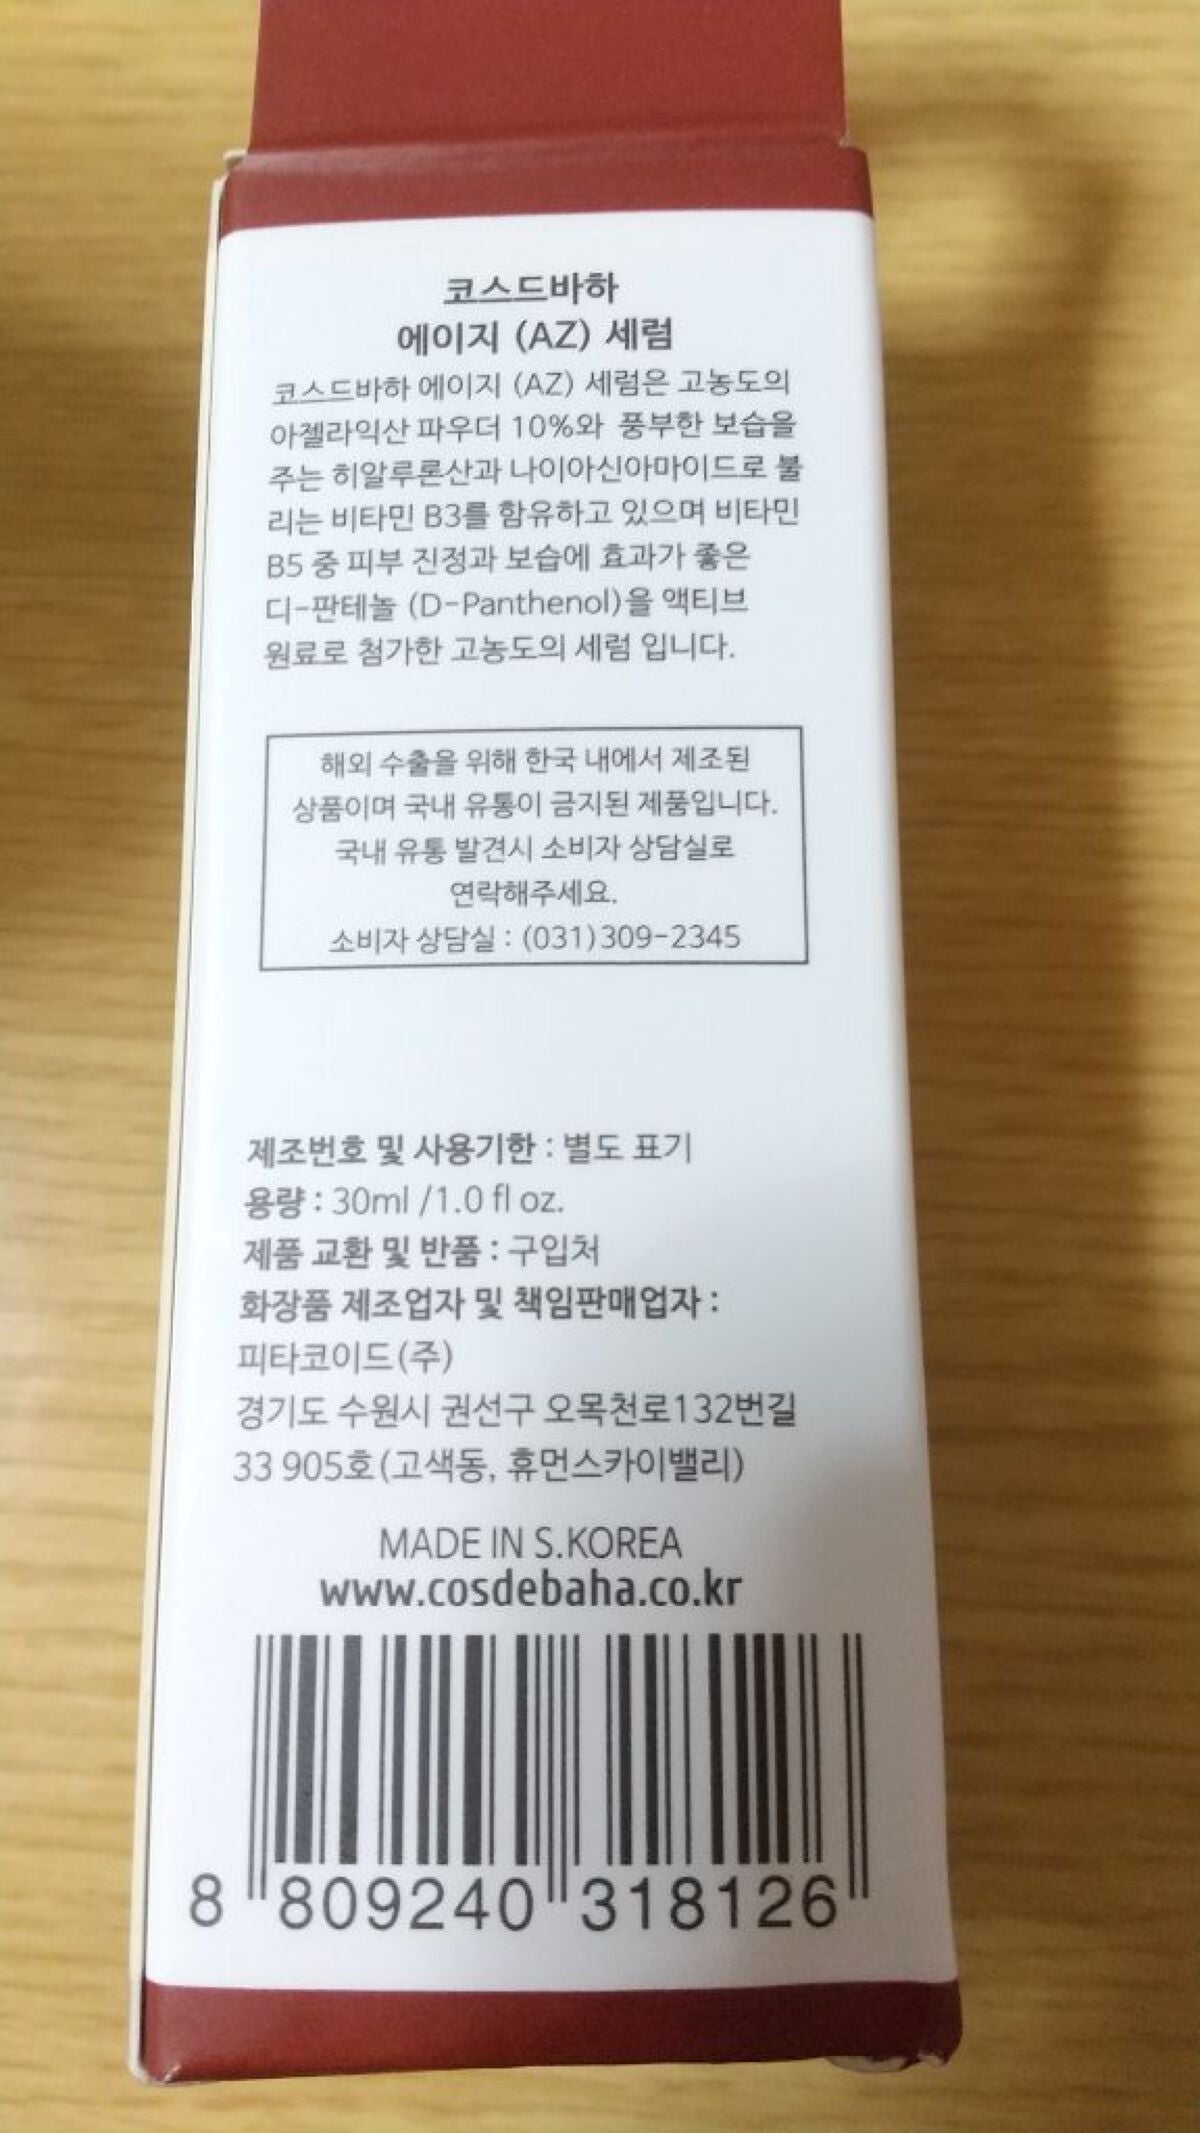 코스드바하
에이지 (AZ) 세럼
코스드바하 에이지 (AZ) 세럼은 고농도의
아젤라익산 파우더 10%와 풍부한 보습을
주는 히알루론산과 나이아신아마이드로 불
리는 비타민 B3를 함유하고 있으며 비타민
B5 중 피부 진정과 보습에 효과가 좋은
디-판테놀 (D-Panthenol)을 액티브
원료로 첨가한 고농도의 세럼 입니다.
해외 수출을 위해 한국 내에서 제조된
상품이며 국내 유통이 금지된 제품입니다.
국내 유통 발견시 소비자 상담실로
연락해주세요.
소비자 상담실 : (031)309-2345
제조번호 및 사용기한 : 별도 표기
용량 : 30ml /1.0 fl oz.
제품 교환 및 반품 : 구입처
화장품 제조업자 및 책임판매업자 :
피타코이드(주)
경기도 수원시 권선구 오목천로132번길
33 905호(고색동, 휴먼스카이밸리)
MADE IN S.KOREA
www.cosdebaha.co.kr
8 809240 318126